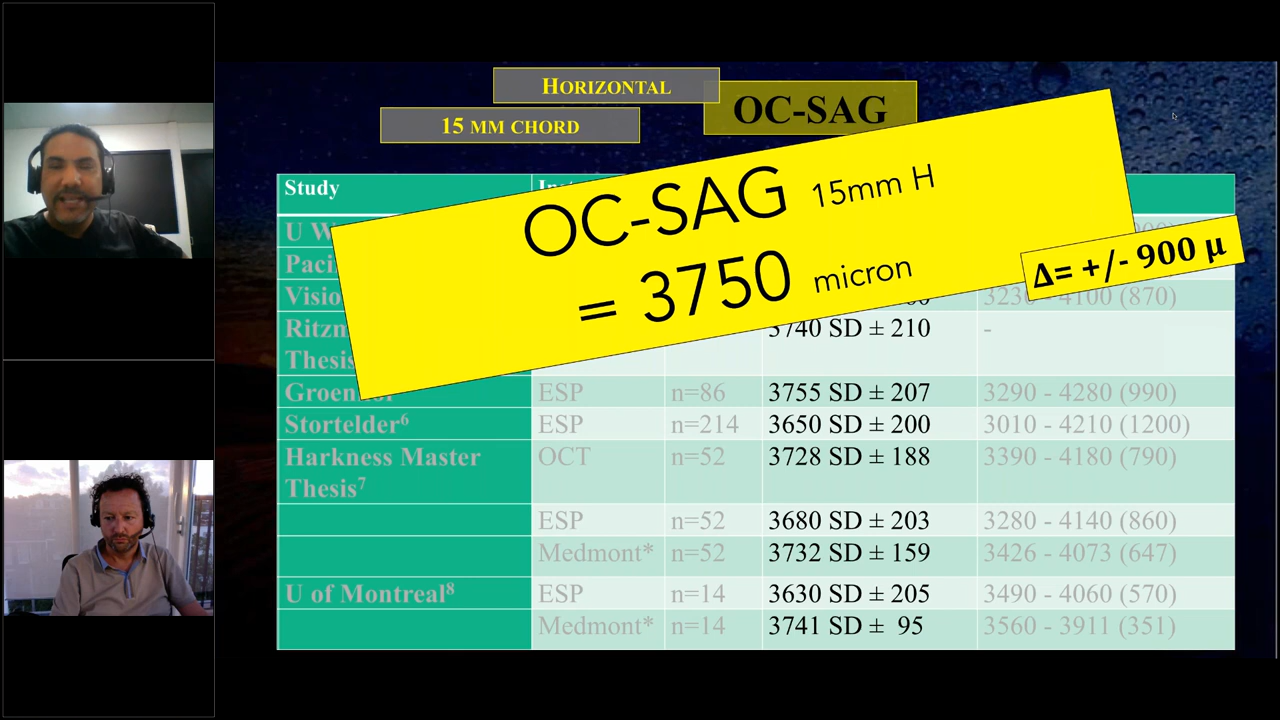 HORIZONTAL
15 MM CHORD
OC-SAG
OC-SAG 15mm H
= 3750 micron
Δ= +/- 900 μ
Study
U
3230 - 4100 (870)
3740 SD ± 210 -
Thesis
ESP n=86 3755 SD ± 207 3290 - 4280 (990)
Stortelder⁶ ESP n=214 3650 SD ± 200 3010 - 4210 (1200)
Harkness Master OCT n=52 3728 SD ± 188 3390 - 4180 (790)
Thesis⁷
ESP n=52 3680 SD ± 203 3280 - 4140 (860)
Medmont* n=52 3732 SD ± 159 3426 - 4073 (647)
U of Montreal⁸ ESP n=14 3630 SD ± 205 3490 - 4060 (570)
Medmont* n=14 3741 SD ± 95 3560 - 3911 (351)